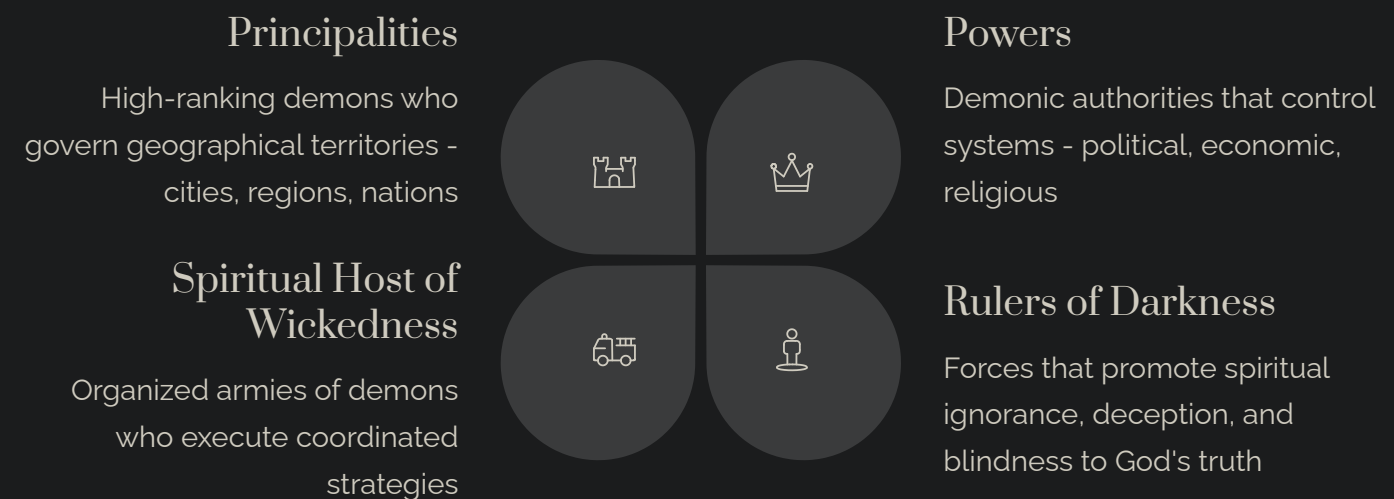 Principalities
High-ranking demons who
govern geographical territories -
cities, regions, nations
Powers
Demonic authorities that control
systems - political, economic,
religious
Spiritual Host of
Wickedness
Organized armies of demons
who execute coordinated
strategies
Rulers of Darkness
Forces that promote spiritual
ignorance, deception, and
blindness to God's truth